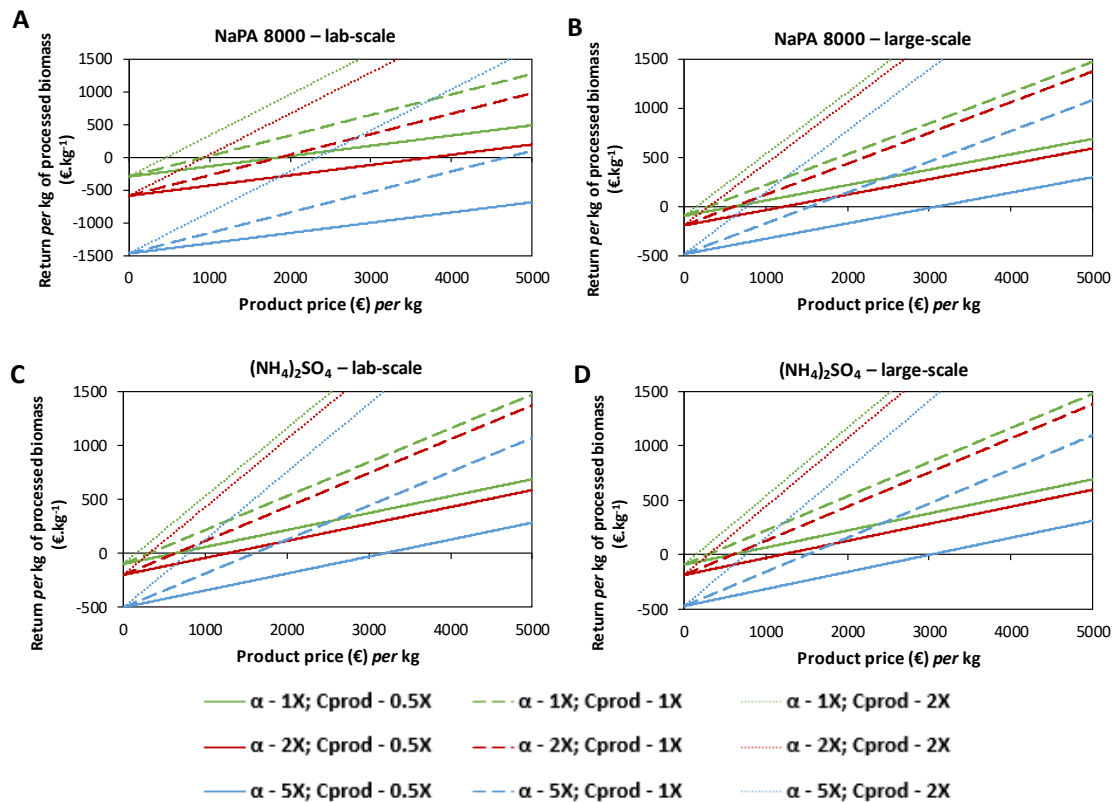 A
NaPA 8000 – lab-scale
1500
1000
500
0
-500
-1000
-1500
0
1000
2000
3000
4000
5000
Return per kg of processed biomass
(€.kg-1)
Product price (€) per kg
B
NaPA 8000 – large-scale
1500
1000
500
0
-500
0
1000
2000
3000
4000
5000
Return per kg of processed biomass
(€.kg-1)
Product price (€) per kg
C
(NH4)2SO4 – lab-scale
1500
1000
500
0
-500
0
1000
2000
3000
4000
5000
Return per kg of processed biomass
(€.kg-1)
Product price (€) per kg
D
(NH4)2SO4 – large-scale
1500
1000
500
0
-500
0
1000
2000
3000
4000
5000
Return per kg of processed biomass
(€.kg-1)
Product price (€) per kg
α - 1X; Cprod - 0.5X
α - 1X; Cprod - 1X
α - 1X; Cprod - 2X
α - 2X; Cprod - 0.5X
α - 2X; Cprod - 1X
α - 2X; Cprod - 2X
α - 5X; Cprod - 0.5X
α - 5X; Cprod - 1X
α - 5X; Cprod - 2X